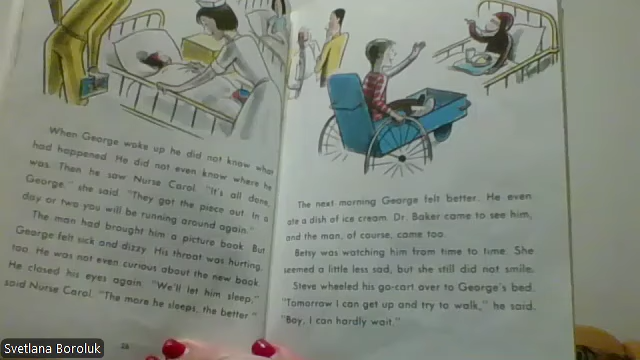 When George woke up he did not know what
had happened. He did not even know where he
was. Then he saw Nurse Carol. "It's all done,
George," she said. "They got the piece out. In a
day or two you will be running around again."
The man had brought him a picture book. But
George felt sick and dizzy. His throat was hurting,
too. He was not even curious about the new book.
He closed his eyes again. "We'll let him sleep,"
said Nurse Carol. "The more he sleeps, the better."
The next morning George felt better. He even
ate a dish of ice cream. Dr. Baker came to see him,
and the man, of course, came too.
Betsy was watching him from time to time. She
seemed a little less sad, but she still did not smile.
Steve wheeled his go-cart over to George's bed.
"Tomorrow I can get up and try to walk," he said.
"Boy, I can hardly wait."
Svetlana Boroluk